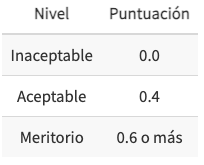 Nivel Puntuación
Inaceptable 0.0
Aceptable 0.4
Meritorio 0.6 o más